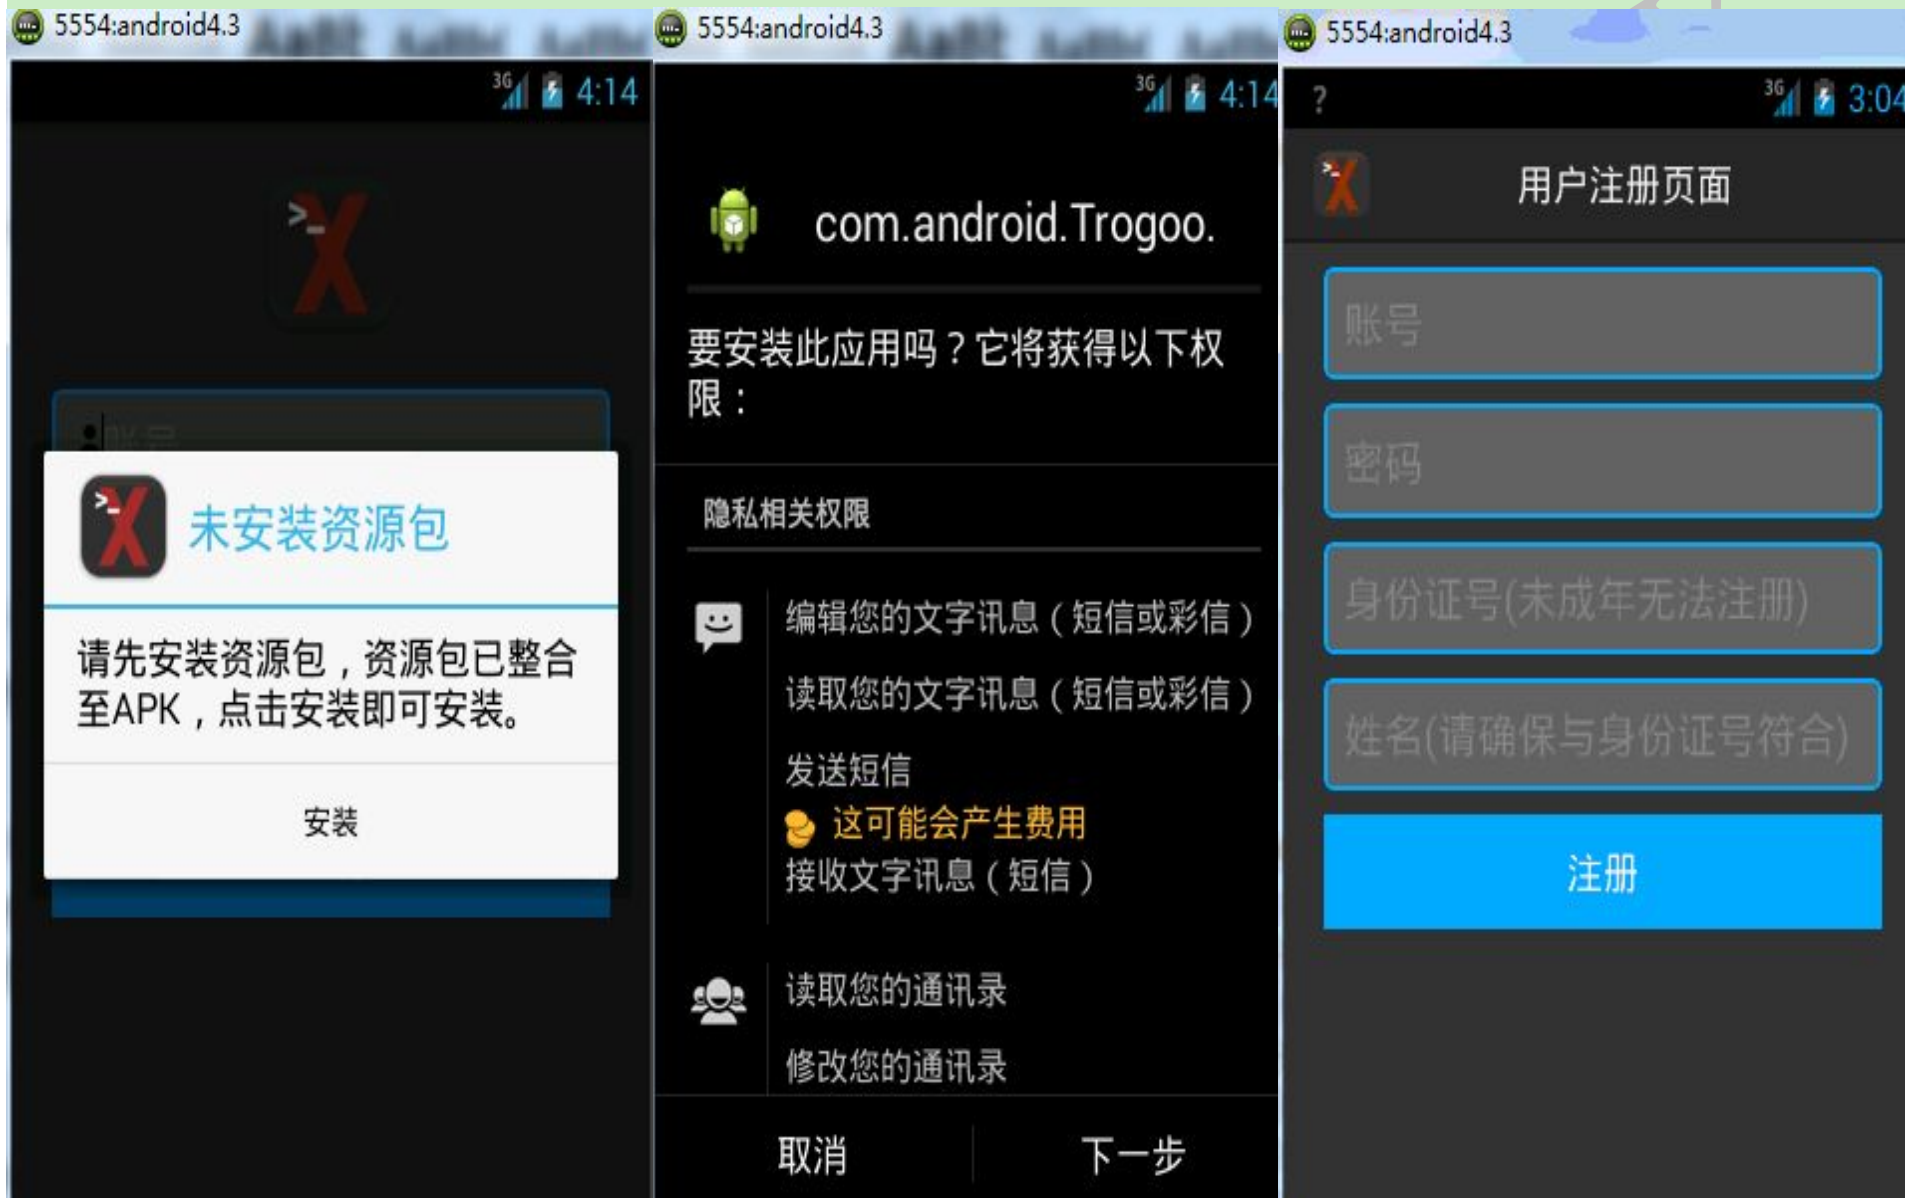 5554:android4.3
3G 4:14
账号
未安装资源包
请先安装资源包，资源包已整合
至APK，点击安装即可安装。
安装
5554:android4.3
3G 4:14
com.android.Trogoo.
要安装此应用吗？它将获得以下权
限：
隐私相关权限
编辑您的文字讯息（短信或彩信）
读取您的文字讯息（短信或彩信）
发送短信
这可能会产生费用
接收文字讯息（短信）
读取您的通讯录
修改您的通讯录
取消 下一步
5554:android4.3
? 3G 3:04
用户注册页面
账号
密码
身份证号(未成年无法注册)
姓名(请确保与身份证号符合)
注册